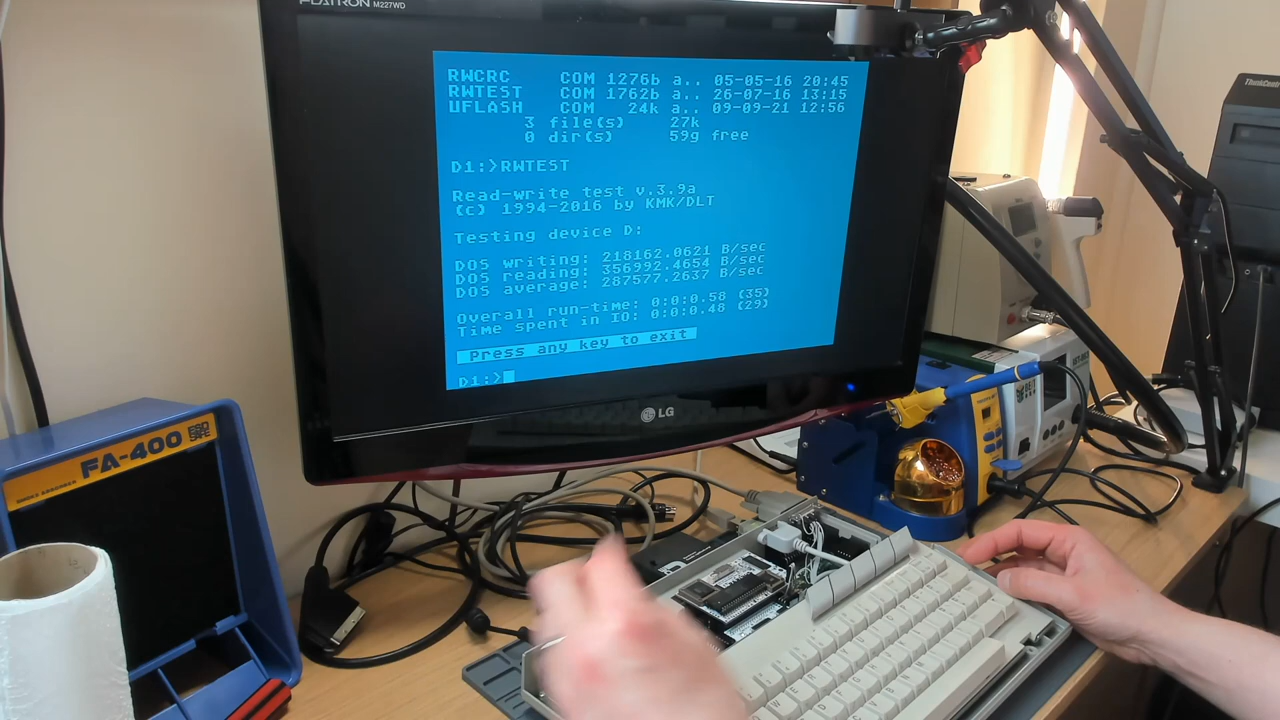 FLATRON M227WD
RWCRC COM 1276b a.. 05-05-16 20:45
RWTEST COM 1762b a.. 26-07-16 13:15
UFLASH COM 24k a.. 09-09-21 12:56
3 file(s) 27k
0 dir(s) 59g free
D1:>RWTEST
Read-write test v.3.9a
(c) 1994-2016 by KMK/DLT
Testing device D:
DOS writing: 218162.0621 B/sec
DOS reading: 356992.4654 B/sec
DOS average: 287577.2637 B/sec
Overall run-time: 0:0:0.58 (35)
Time spent in IO: 0:0:0.48 (29)
Press any key to exit
D1:>
LG
FA-400 ESD SAFE
SMOKE ABSORBER
ThinkCentre